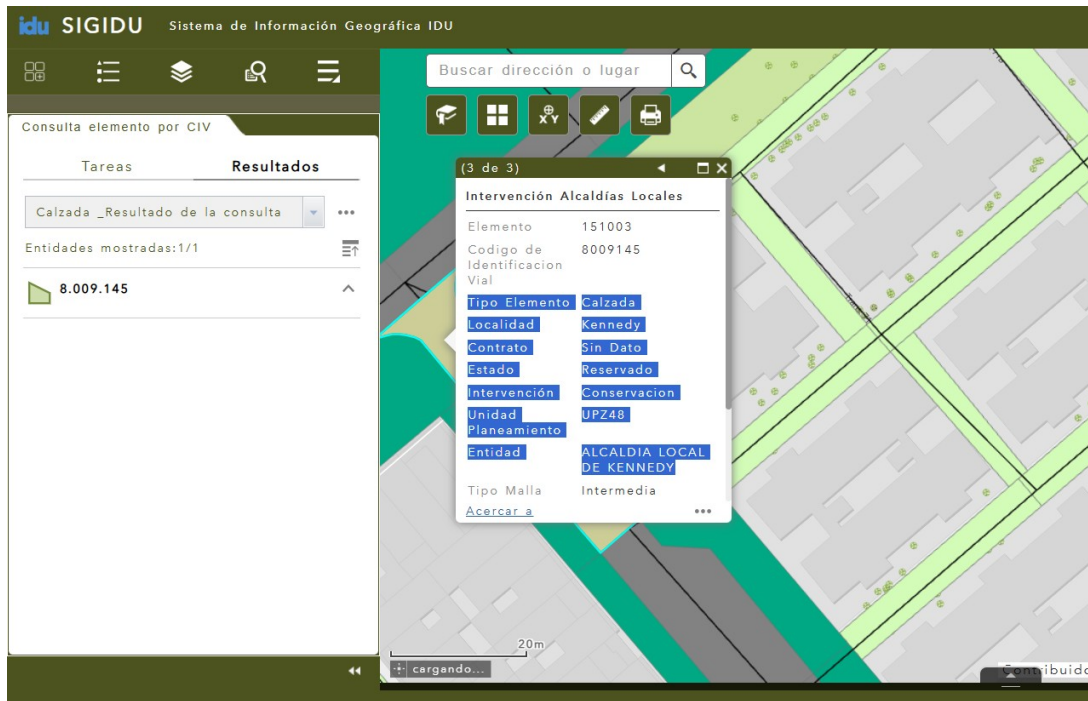 idu SIGIDU Sistema de Información Geográfica IDU
Buscar dirección o lugar
Consulta elemento por CIV
Tareas Resultados
Calzada _Resultado de la consulta
Entidades mostradas:1/1
8.009.145
(3 de 3)
Intervención Alcaldías Locales
Elemento 151003
Codigo de 8009145
Identificacion
Vial
Tipo Elemento Calzada
Localidad Kennedy
Contrato Sin Dato
Estado Reservado
Intervención Conservacion
Unidad UPZ48
Planeamiento
Entidad ALCALDIA LOCAL
DE KENNEDY
Tipo Malla Intermedia
Acercar a
20m
cargando...